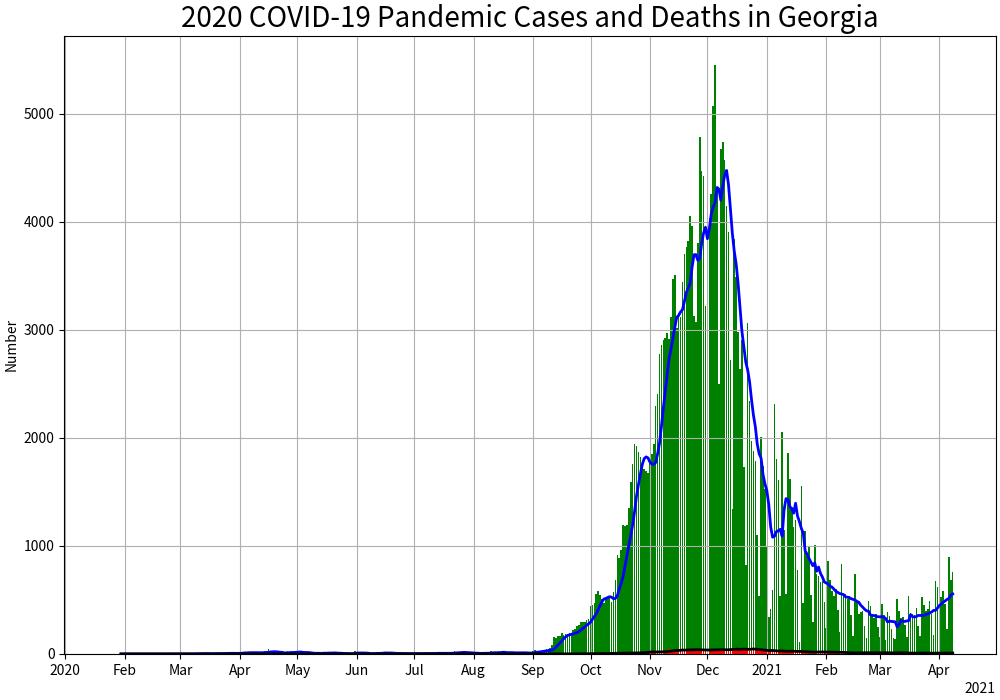 2020 COVID-19 Pandemic Cases and Deaths in Georgia
Number
5000
4000
3000
2000
1000
0
2020 Feb Mar Apr May Jun Jul Aug Sep Oct Nov Dec 2021 Feb Mar Apr
2021